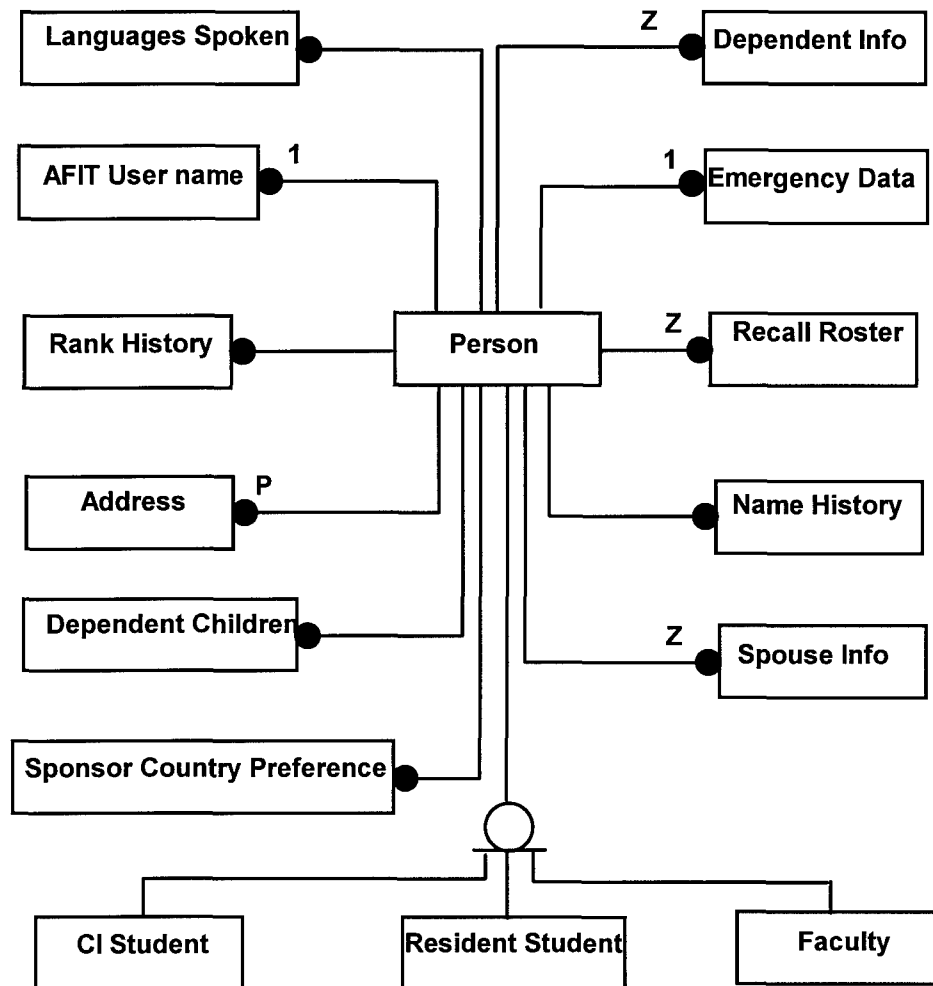 Languages Spoken
Z
Dependent Info
AFIT User name
1
1
Emergency Data
Rank History
Person
Z
Recall Roster
Address
P
Name History
Dependent Children
Z
Spouse Info
Sponsor Country Preference
CI Student
Resident Student
Faculty